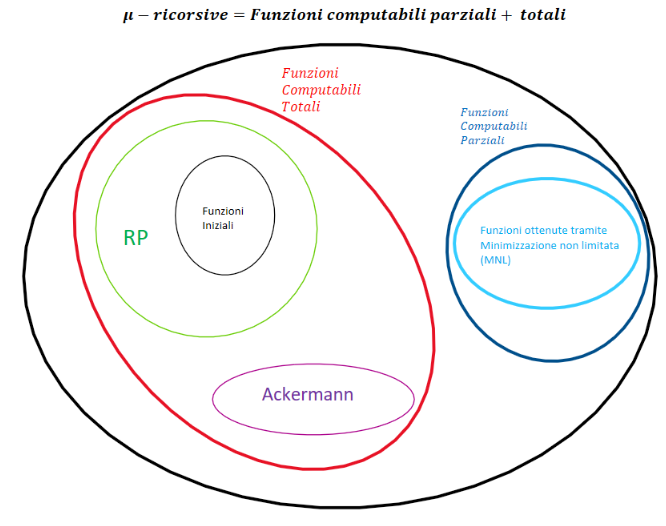 μ − ricorsive = Funzioni computabili parziali + totali
Funzioni
Computabili
Totali
Funzioni
Computabili
Parziali
Funzioni
Iniziali
RP
Funzioni ottenute tramite
Minimizzazione non limitata
(MNL)
Ackermann